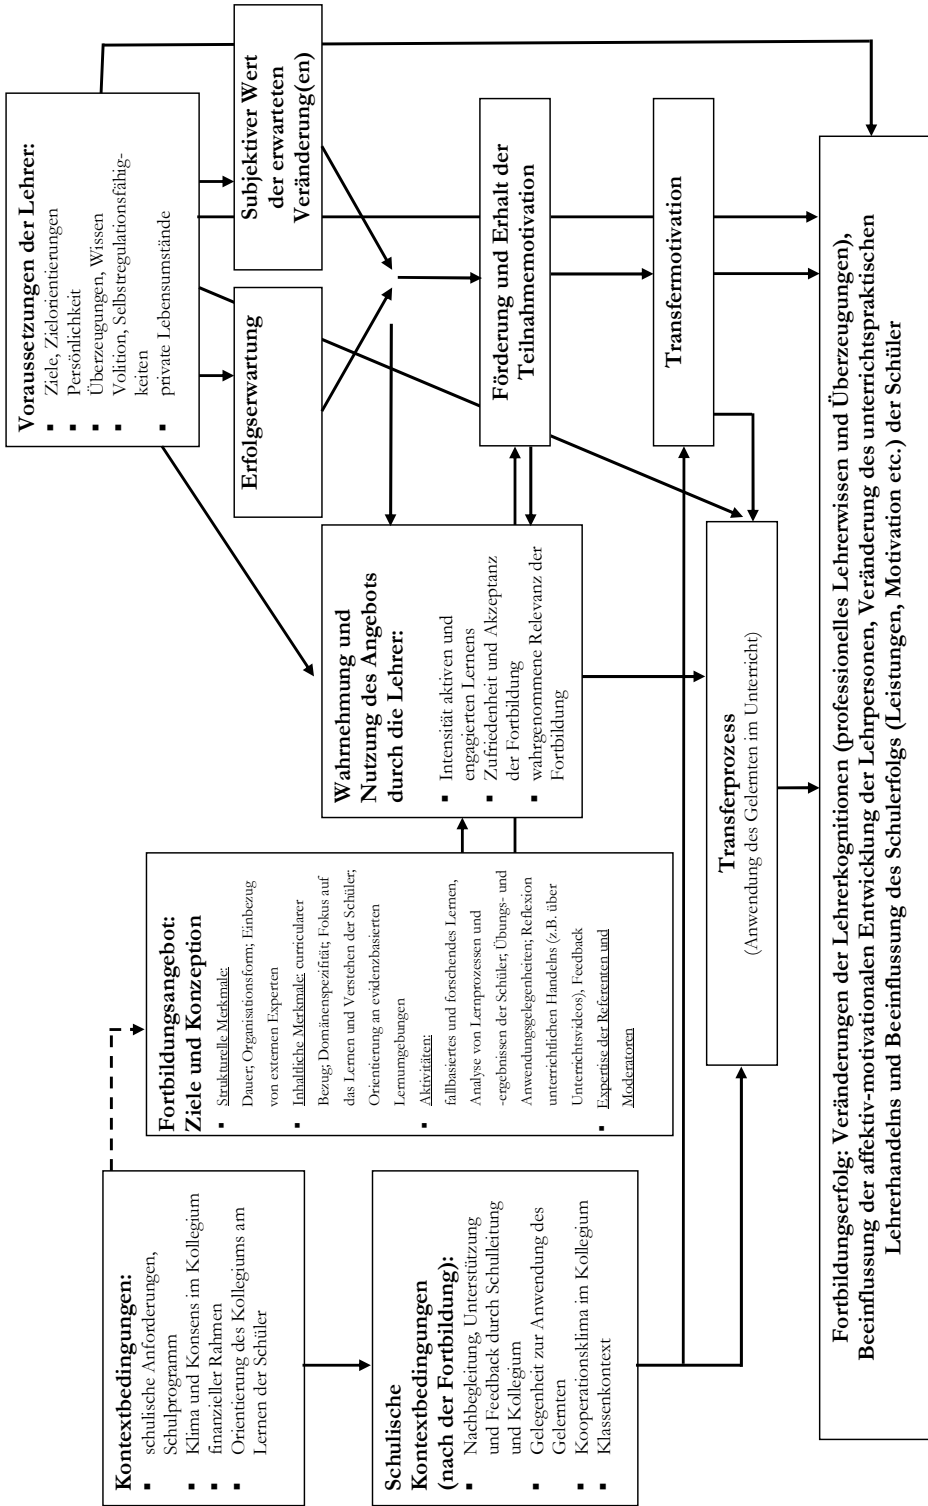 Kontextbedingungen:
▪ schulische Anforderungen,
Schulprogramm
▪ Klima und Konsens im Kollegium
▪ finanzieller Rahmen
▪ Orientierung des Kollegiums am
Lernen der Schüler
Schulische
Kontextbedingungen
(nach der Fortbildung):
▪ Nachbegleitung, Unterstützung
und Feedback durch Schulleitung
und Kollegium
▪ Gelegenheit zur Anwendung des
Gelernten
▪ Kooperationsklima im Kollegium
▪ Klassenkontext
Fortbildungsangebot:
Ziele und Konzeption
▪ Strukturelle Merkmale:
Dauer; Organisationsform; Einbezug
von externen Experten
▪ Inhaltliche Merkmale: curricularer
Bezug; Domänenspezifität; Fokus auf
das Lernen und Verstehen der Schüler;
Orientierung an evidenzbasierten
Lernumgebungen
▪ Aktivitäten:
fallbasiertes und forschendes Lernen,
Analyse von Lernprozessen und
-ergebnissen der Schüler; Übungs- und
Anwendungsgelegenheiten; Reflexion
unterrichtlichen Handelns (z.B. über
Unterrichtsvideos), Feedback
▪ Expertise der Referenten und
Moderatoren
Wahrnehmung und
Nutzung des Angebots
durch die Lehrer:
▪ Intensität aktiven und
engagierten Lernens
▪ Zufriedenheit und Akzeptanz
der Fortbildung
▪ wahrgenommene Relevanz der
Fortbildung
Voraussetzungen der Lehrer:
▪ Ziele, Zielorientierungen
▪ Persönlichkeit
▪ Überzeugungen, Wissen
▪ Volition, Selbstregulationsfähig-
keiten
▪ private Lebensumstände
Erfolgserwartung
Subjektiver Wert
der erwarteten
Veränderung(en)
Förderung und Erhalt der
Teilnahmemotivation
Transfermotivation
Transferprozess
(Anwendung des Gelernten im Unterricht)
Fortbildungserfolg: Veränderungen der Lehrerkognitionen (professionelles Lehrerwissen und Überzeugungen),
Beeinflussung der affektiv-motivationalen Entwicklung der Lehrpersonen, Veränderung des unterrichtspraktischen
Lehrerhandelns und Beeinflussung des Schulerfolgs (Leistungen, Motivation etc.) der Schüler